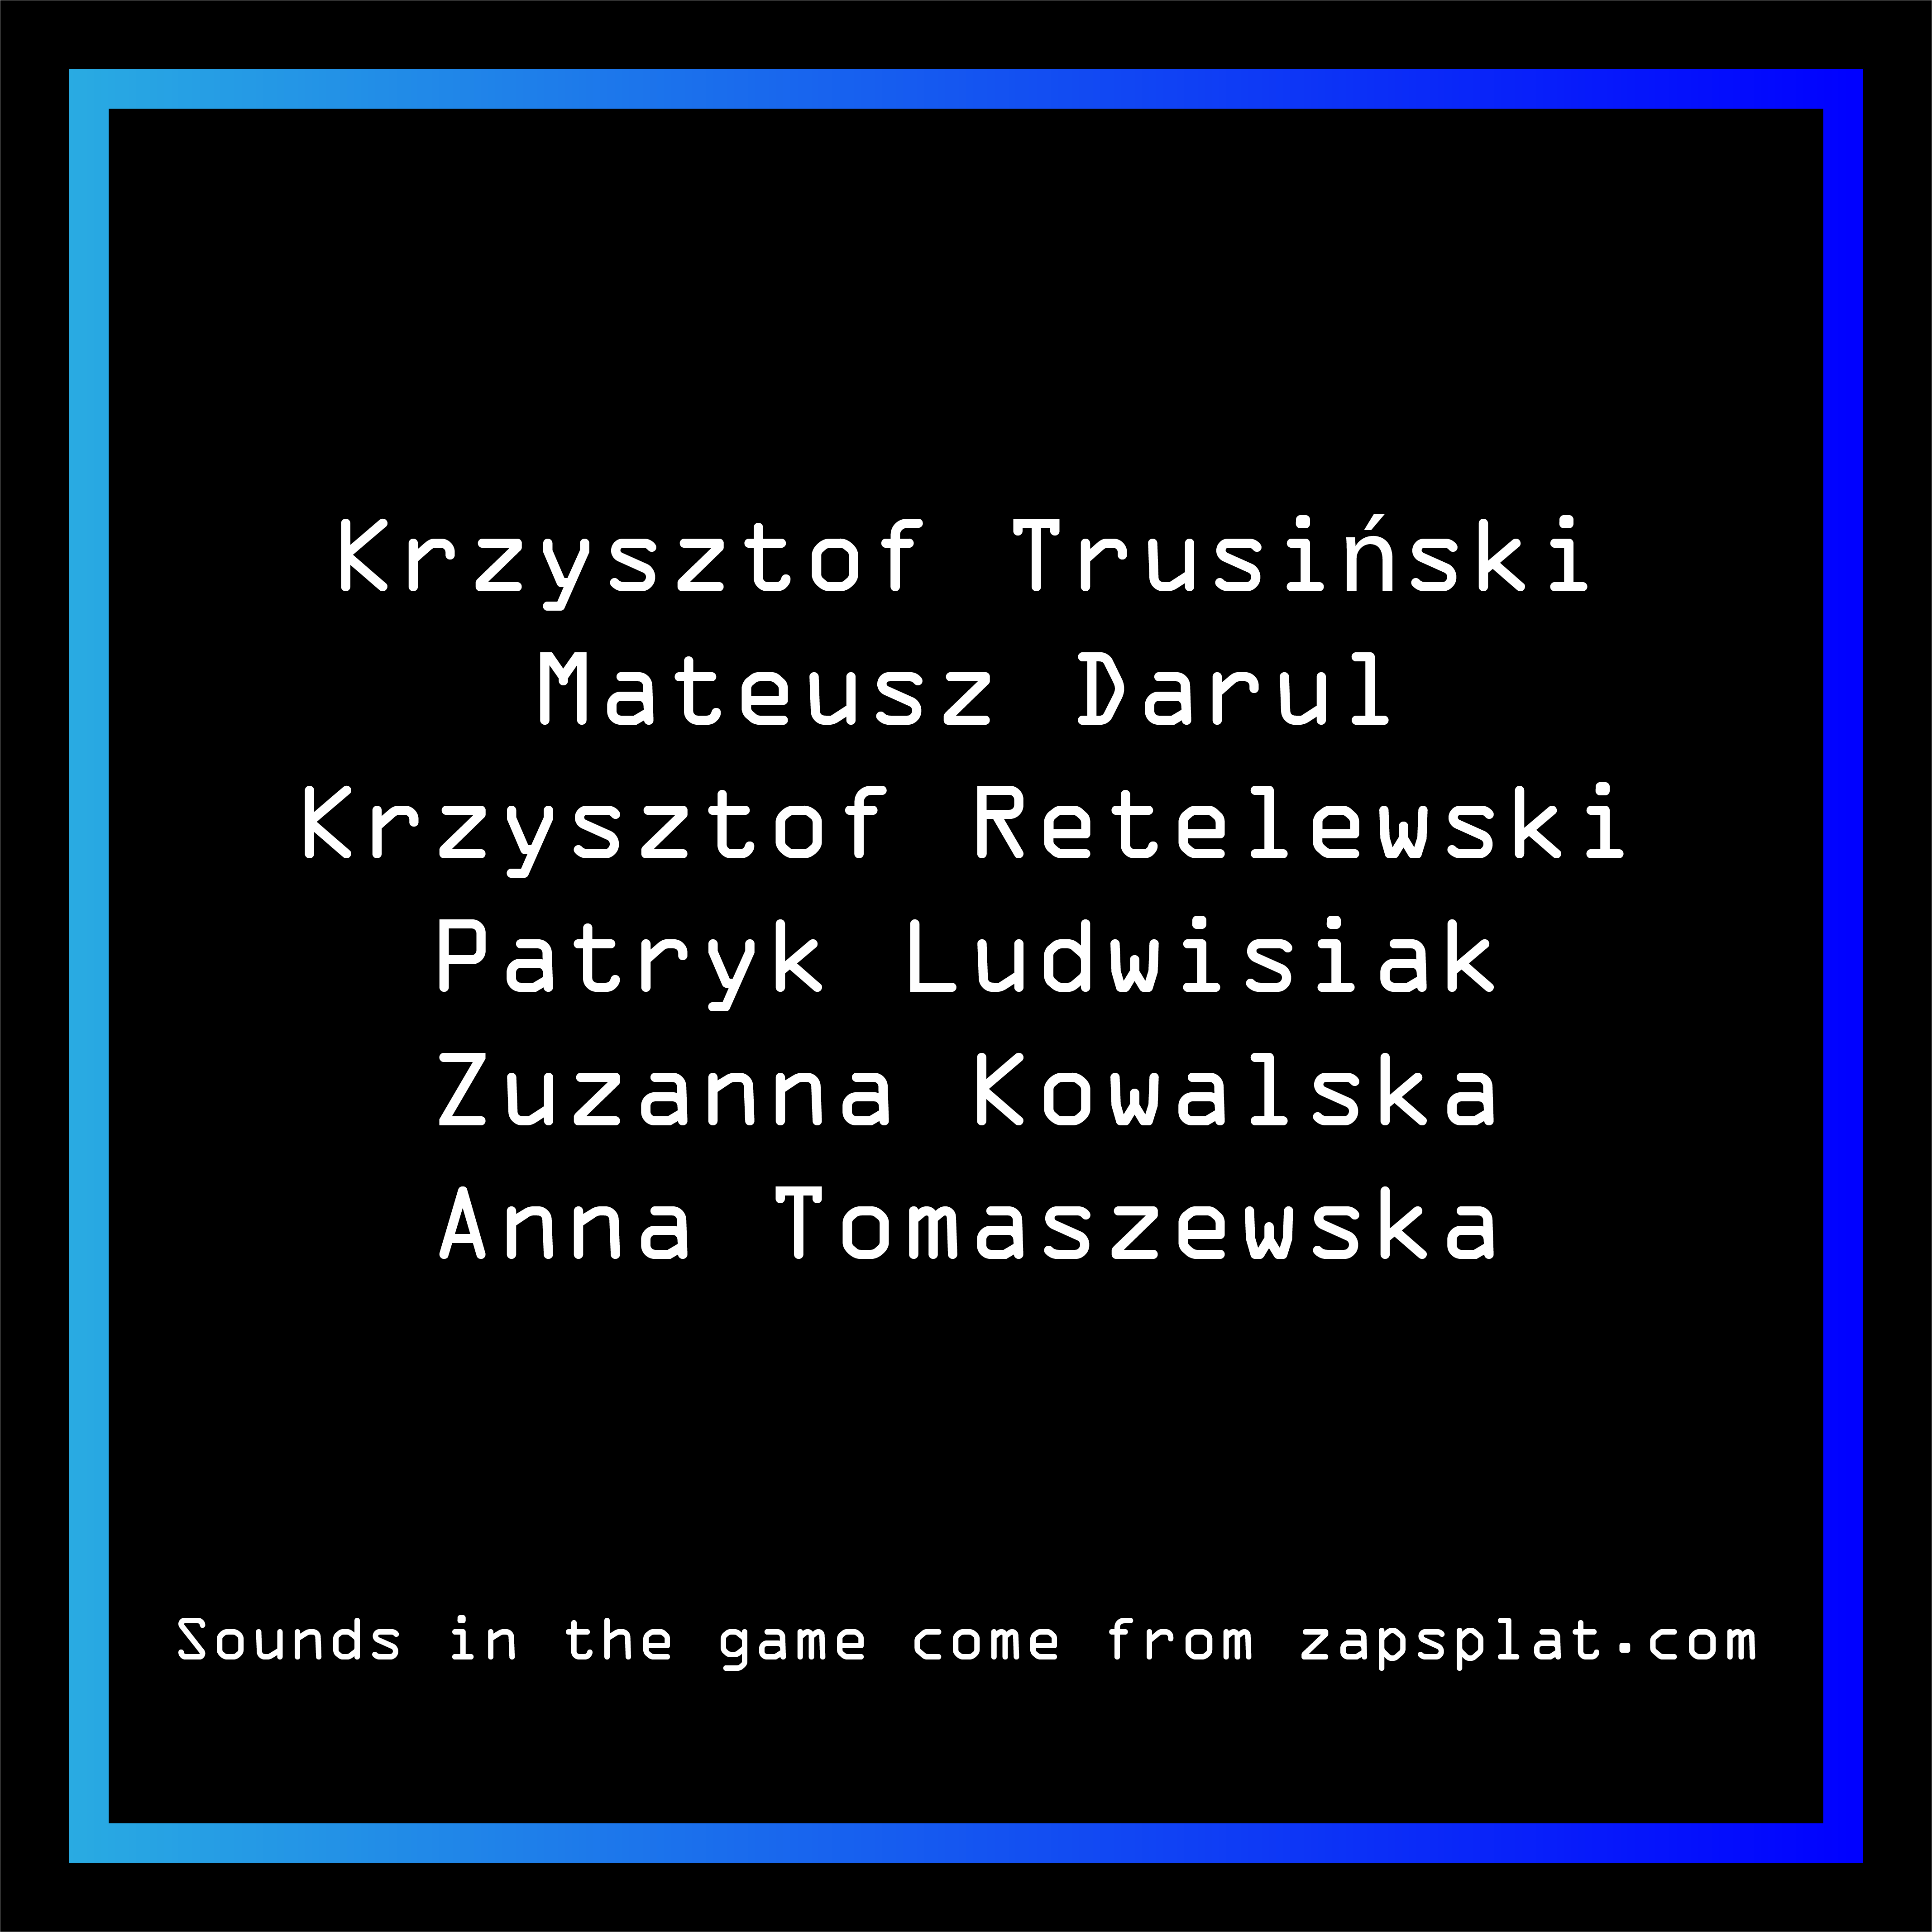 Krzysztof Trusiński
Mateusz Darul
Krzysztof Retelewski
Patryk Ludwisiak
Zuzanna Kowalska
Anna Tomaszewska
Sounds in the game come from zapsplat.com